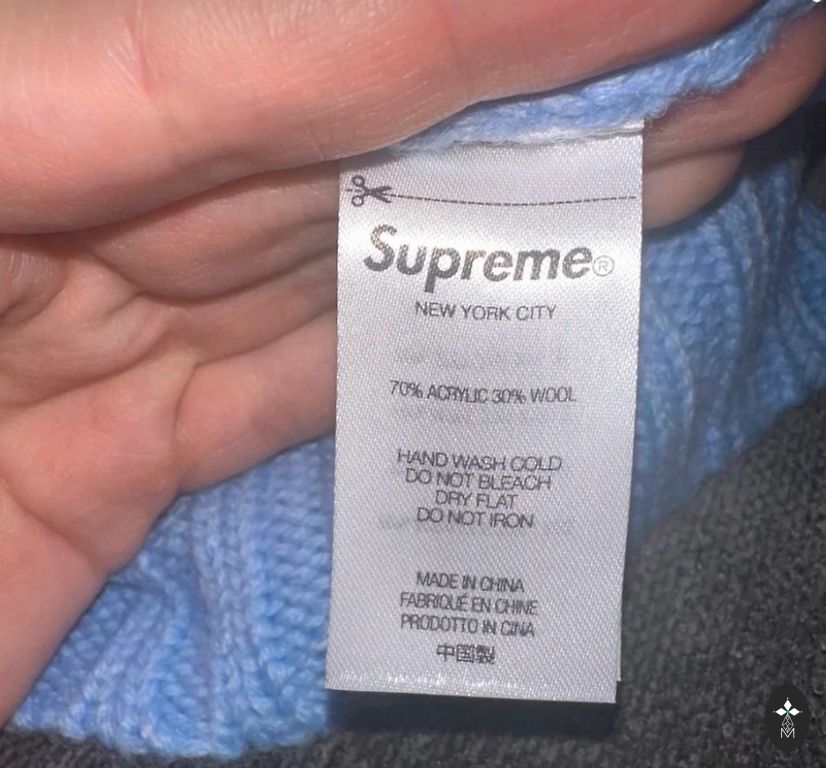 Supreme®
NEW YORK CITY
70% ACRYLIC 30% WOOL
HAND WASH COLD
DO NOT BLEACH
DRY FLAT
DO NOT IRON
MADE IN CHINA
FABRIQUÉ EN CHINE
PRODOTTO IN CINA
中国製
M